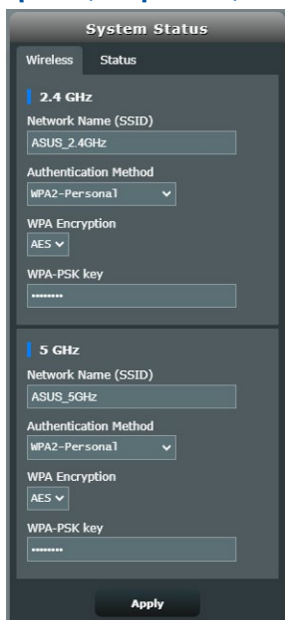 System Status
Wireless Status
2.4 GHz
Network Name (SSID)
ASUS_2.4GHz
Authentication Method
WPA2-Personal
WPA Encryption
AES
WPA-PSK key
••••••••
5 GHz
Network Name (SSID)
ASUS_5GHz
Authentication Method
WPA2-Personal
WPA Encryption
AES
WPA-PSK key
••••••••
Apply